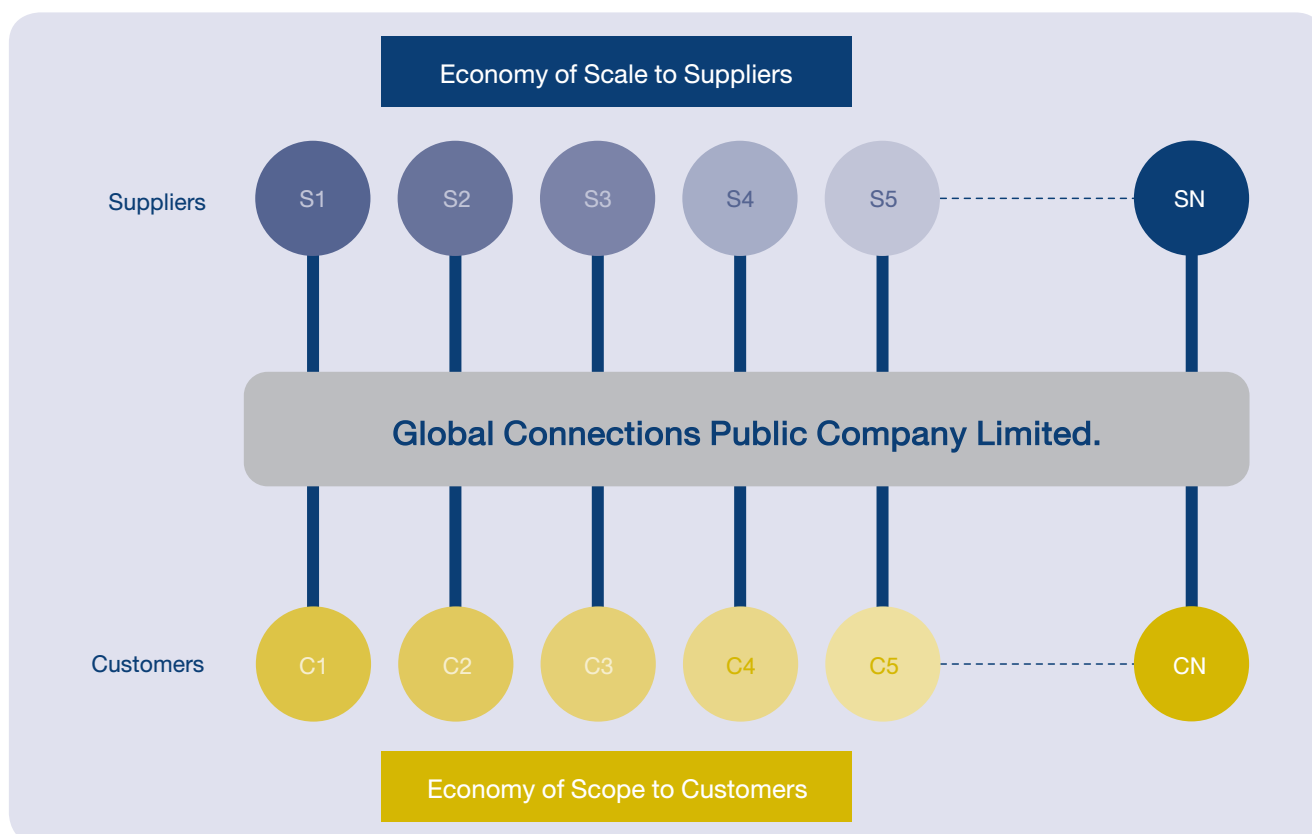 Economy of Scale to Suppliers
Suppliers S1 S2 S3 S4 S5 SN
Global Connections Public Company Limited.
Customers C1 C2 C3 C4 C5 CN
Economy of Scope to Customers